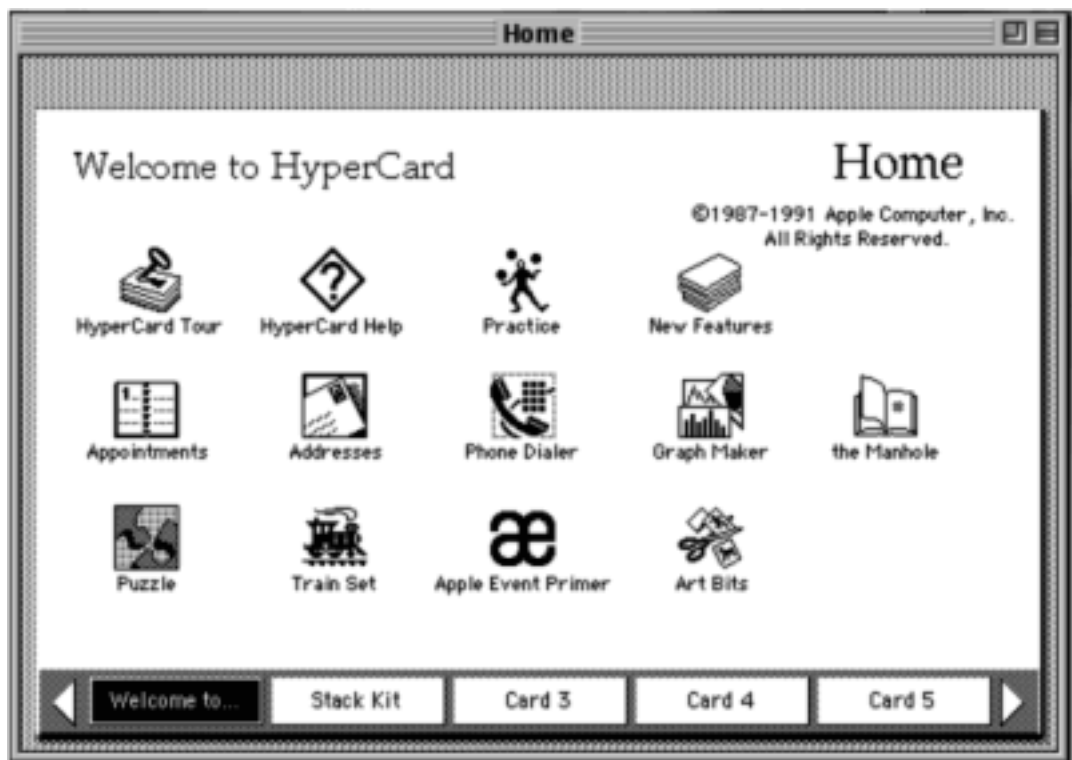 Home
Welcome to HyperCard
Home
©1987-1991 Apple Computer, Inc.
All Rights Reserved.
HyperCard Tour
HyperCard Help
Practice
New Features
1.
Appointments
Addresses
Phone Dialer
Graph Maker
the Manhole
æ
Puzzle
Train Set
Apple Event Primer
Art Bits
Welcome to...
Stack Kit
Card 3
Card 4
Card 5